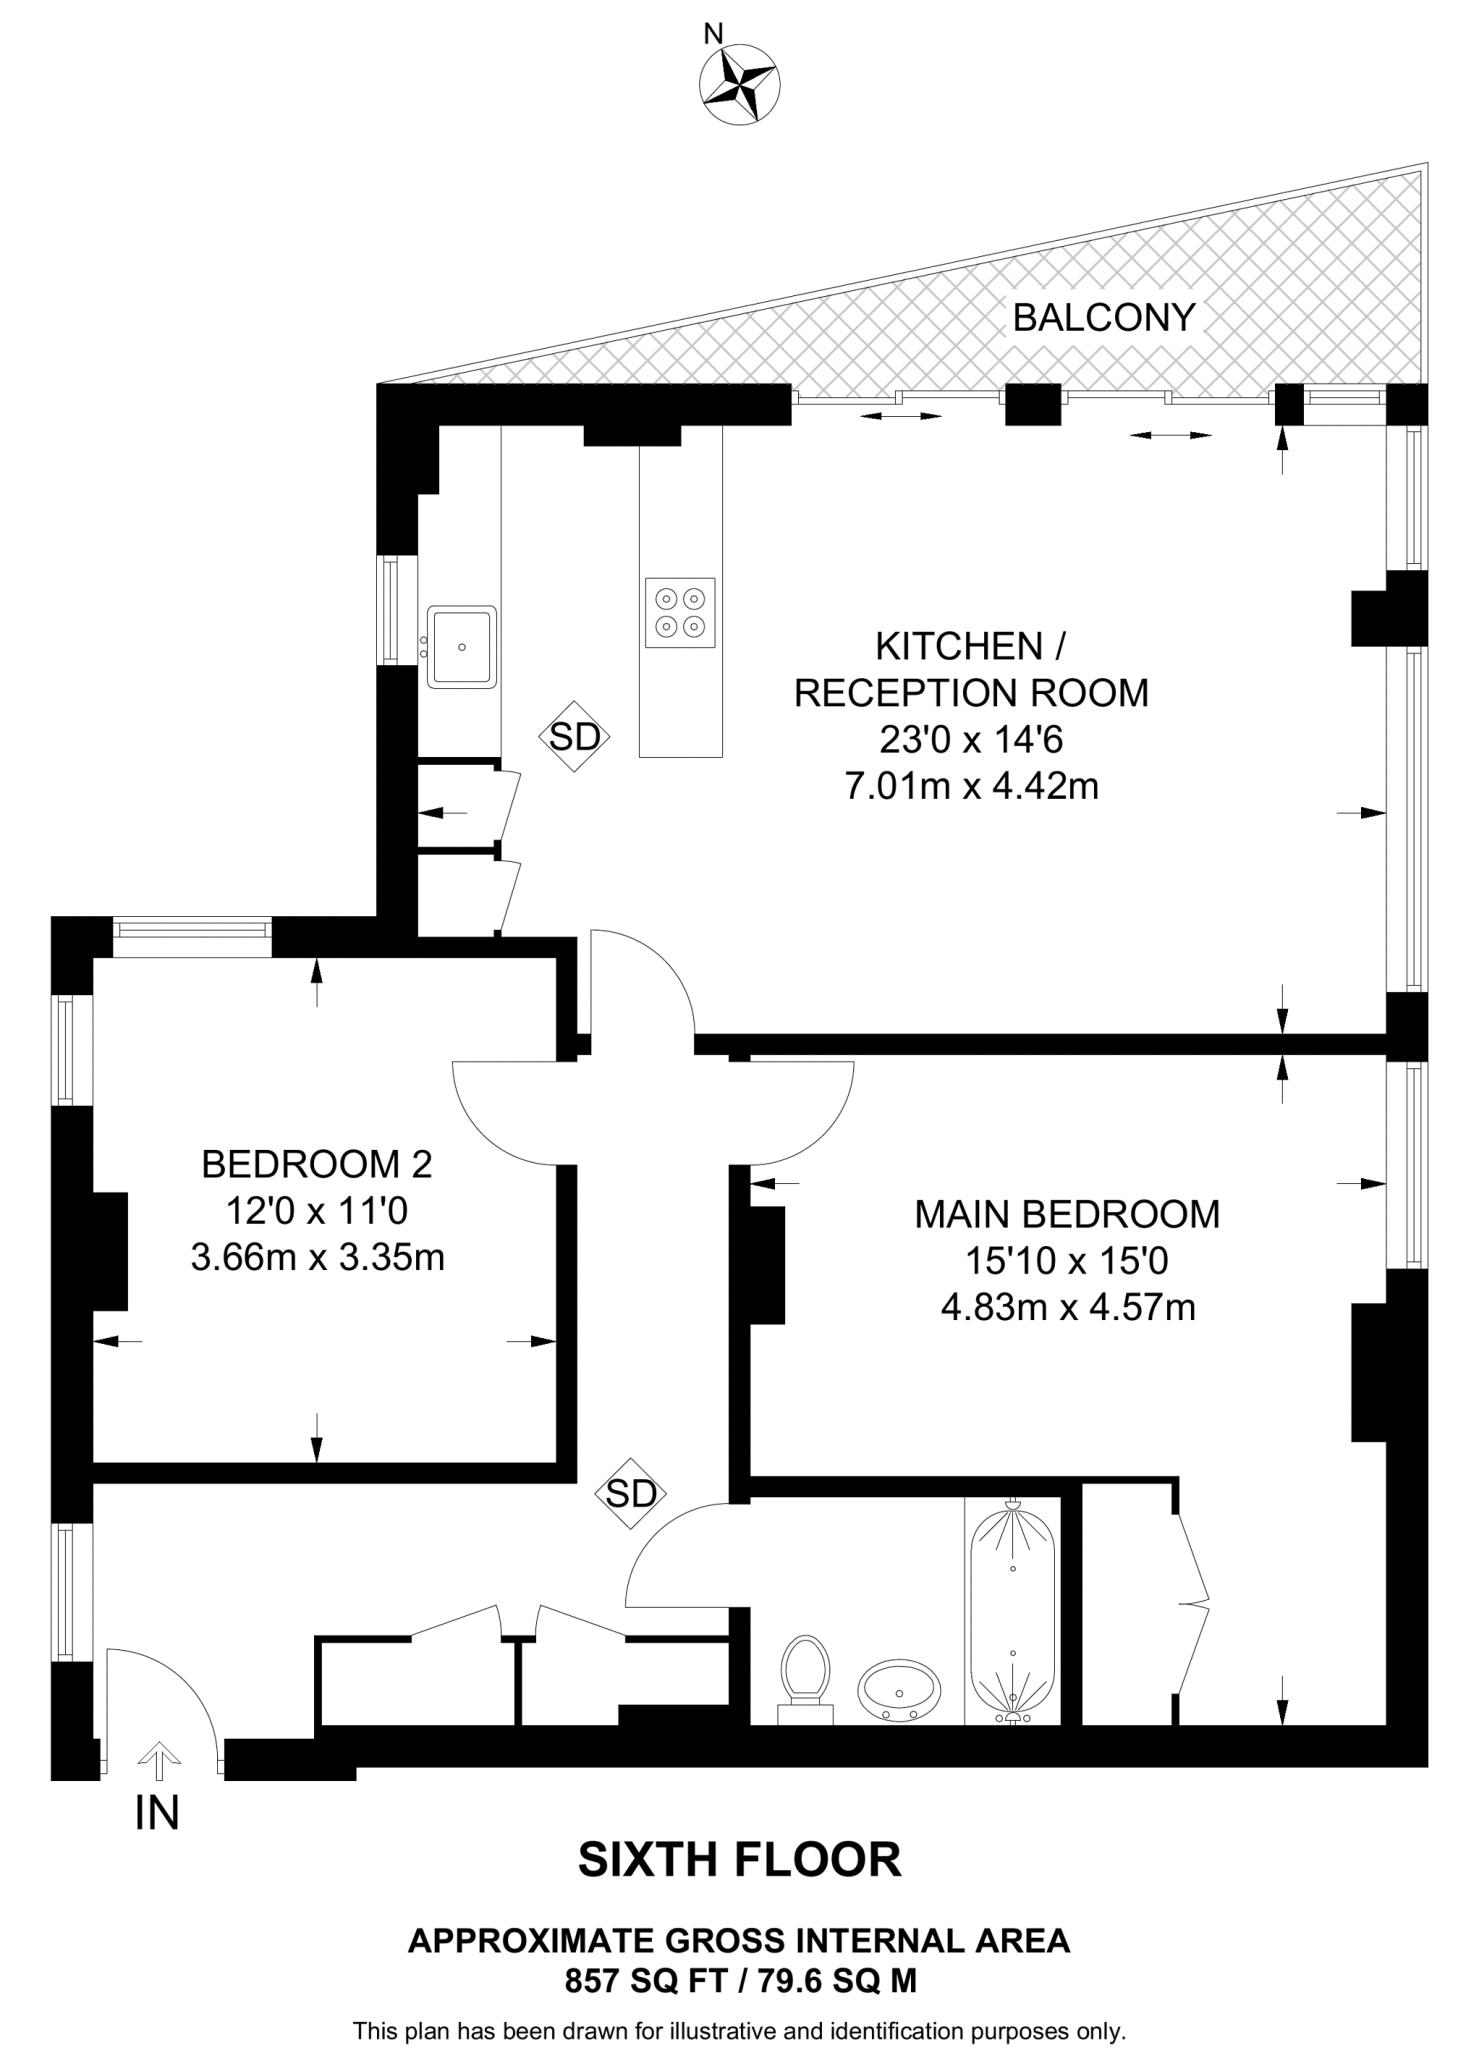 N
BALCONY
KITCHEN /
RECEPTION ROOM
23'0 x 14'6
7.01m x 4.42m
SD
BEDROOM 2
12'0 x 11'0
3.66m x 3.35m
MAIN BEDROOM
15'10 x 15'0
4.83m x 4.57m
SD
IN
SIXTH FLOOR
APPROXIMATE GROSS INTERNAL AREA
857 SQ FT / 79.6 SQ M
This plan has been drawn for illustrative and identification purposes only.